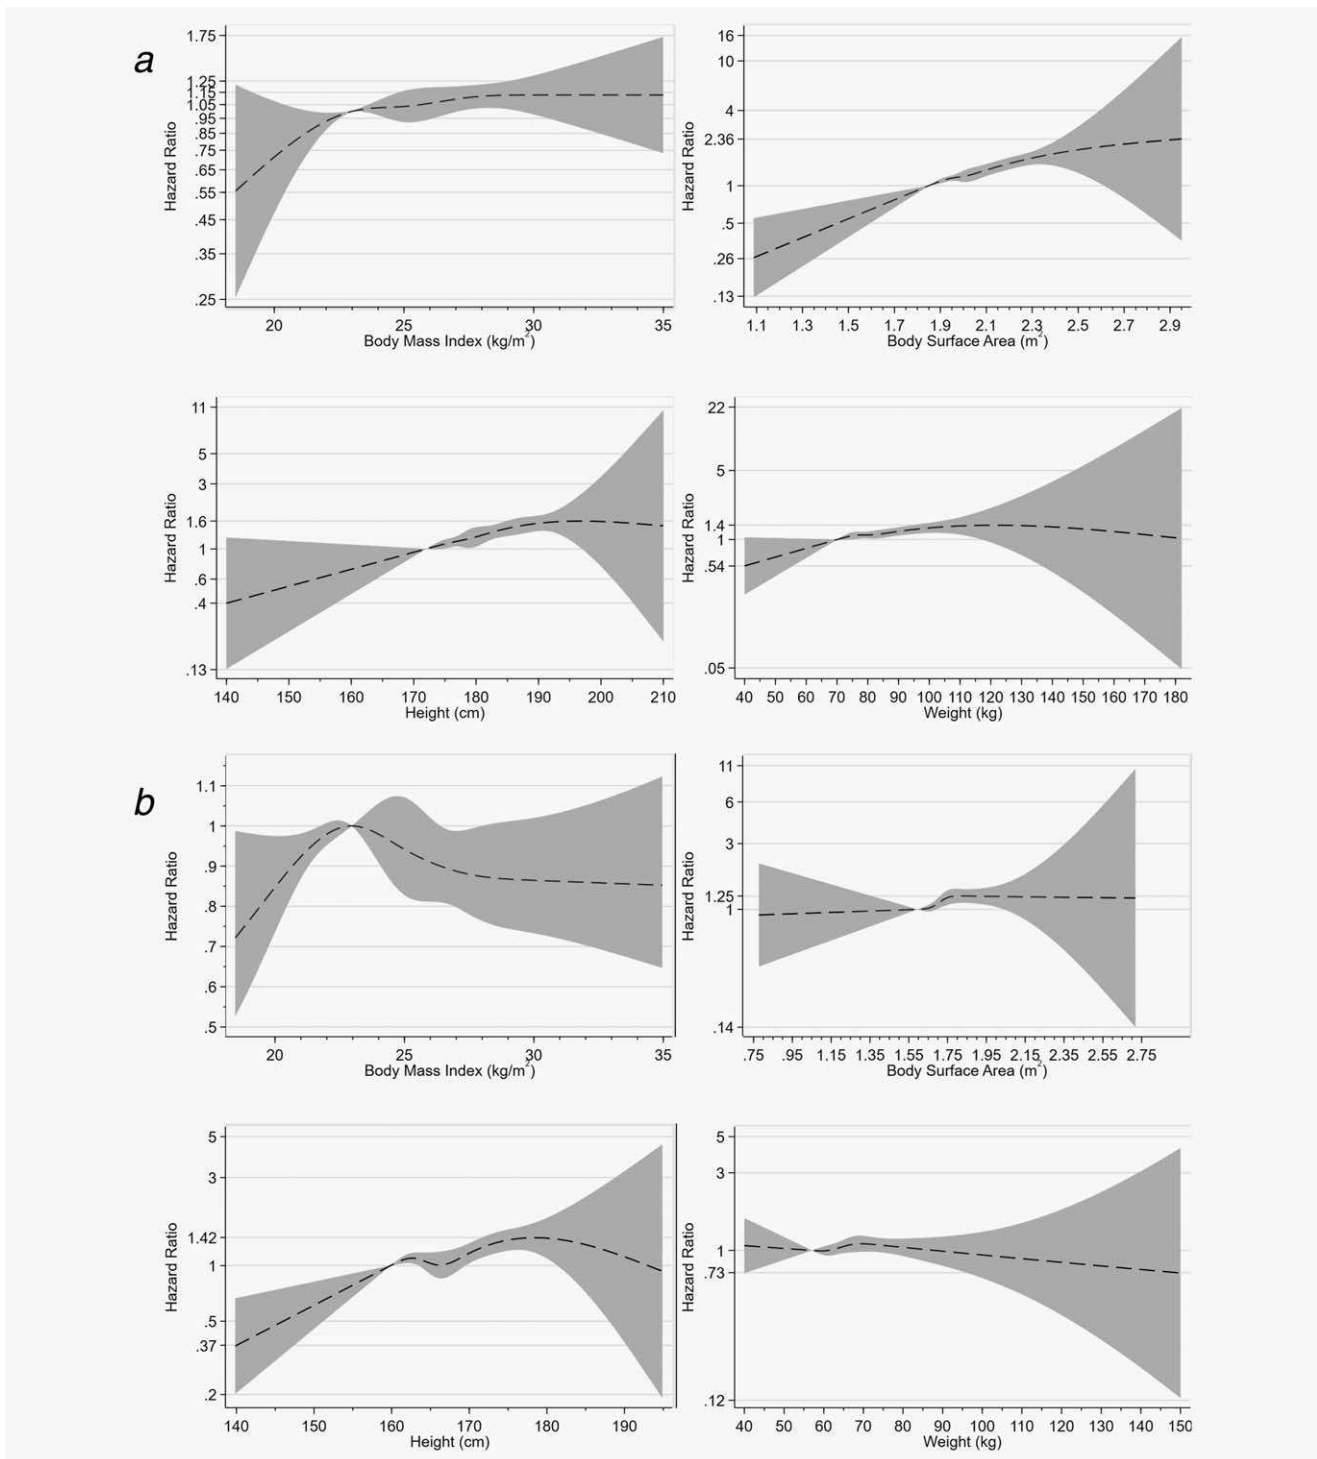 a
1.75
1.25
1.15
1.05
.95
.85
.75
.65
.55
.45
.35
.25
Hazard Ratio
20 25 30 35
Body Mass Index (kg/m2)
16
10
4
2.36
1
.5
.26
.13
Hazard Ratio
1.1 1.3 1.5 1.7 1.9 2.1 2.3 2.5 2.7 2.9
Body Surface Area (m2)
11
5
3
1.6
1
.6
.4
.13
Hazard Ratio
140 150 160 170 180 190 200 210
Height (cm)
22
5
1.4
1
.54
.05
Hazard Ratio
40 50 60 70 80 90 100 110 120 130 140 150 160 170 180
Weight (kg)
b
1.1
1
.9
.8
.7
.6
.5
Hazard Ratio
20 25 30 35
Body Mass Index (kg/m2)
11
6
3
1.25
1
.14
Hazard Ratio
.75 .95 1.15 1.35 1.55 1.75 1.95 2.15 2.35 2.55 2.75
Body Surface Area (m2)
5
3
1.42
1
.5
.37
.2
Hazard Ratio
140 150 160 170 180 190
Height (cm)
5
3
1
.73
.12
Hazard Ratio
40 50 60 70 80 90 100 110 120 130 140 150
Weight (kg)